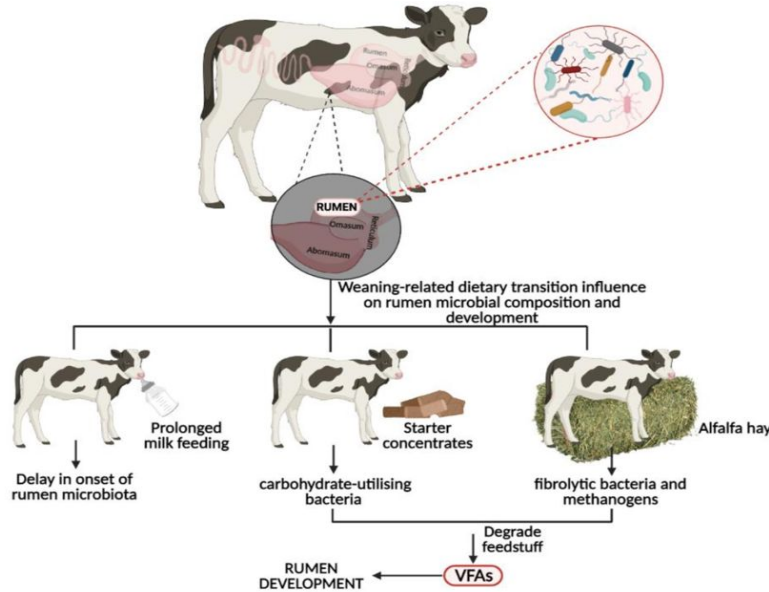 Rumen
Omasum
Abomasum
RUMEN
Omasum
Reticulum
Abomasum
Weaning-related dietary transition influence
on rumen microbial composition and
development
Prolonged
milk feeding
Starter
concentrates
Alfalfa hay
Delay in onset of
rumen microbiota
carbohydrate-utilising
bacteria
fibrolytic bacteria and
methanogens
Degrade
feedstuff
RUMEN
DEVELOPMENT
VFAs